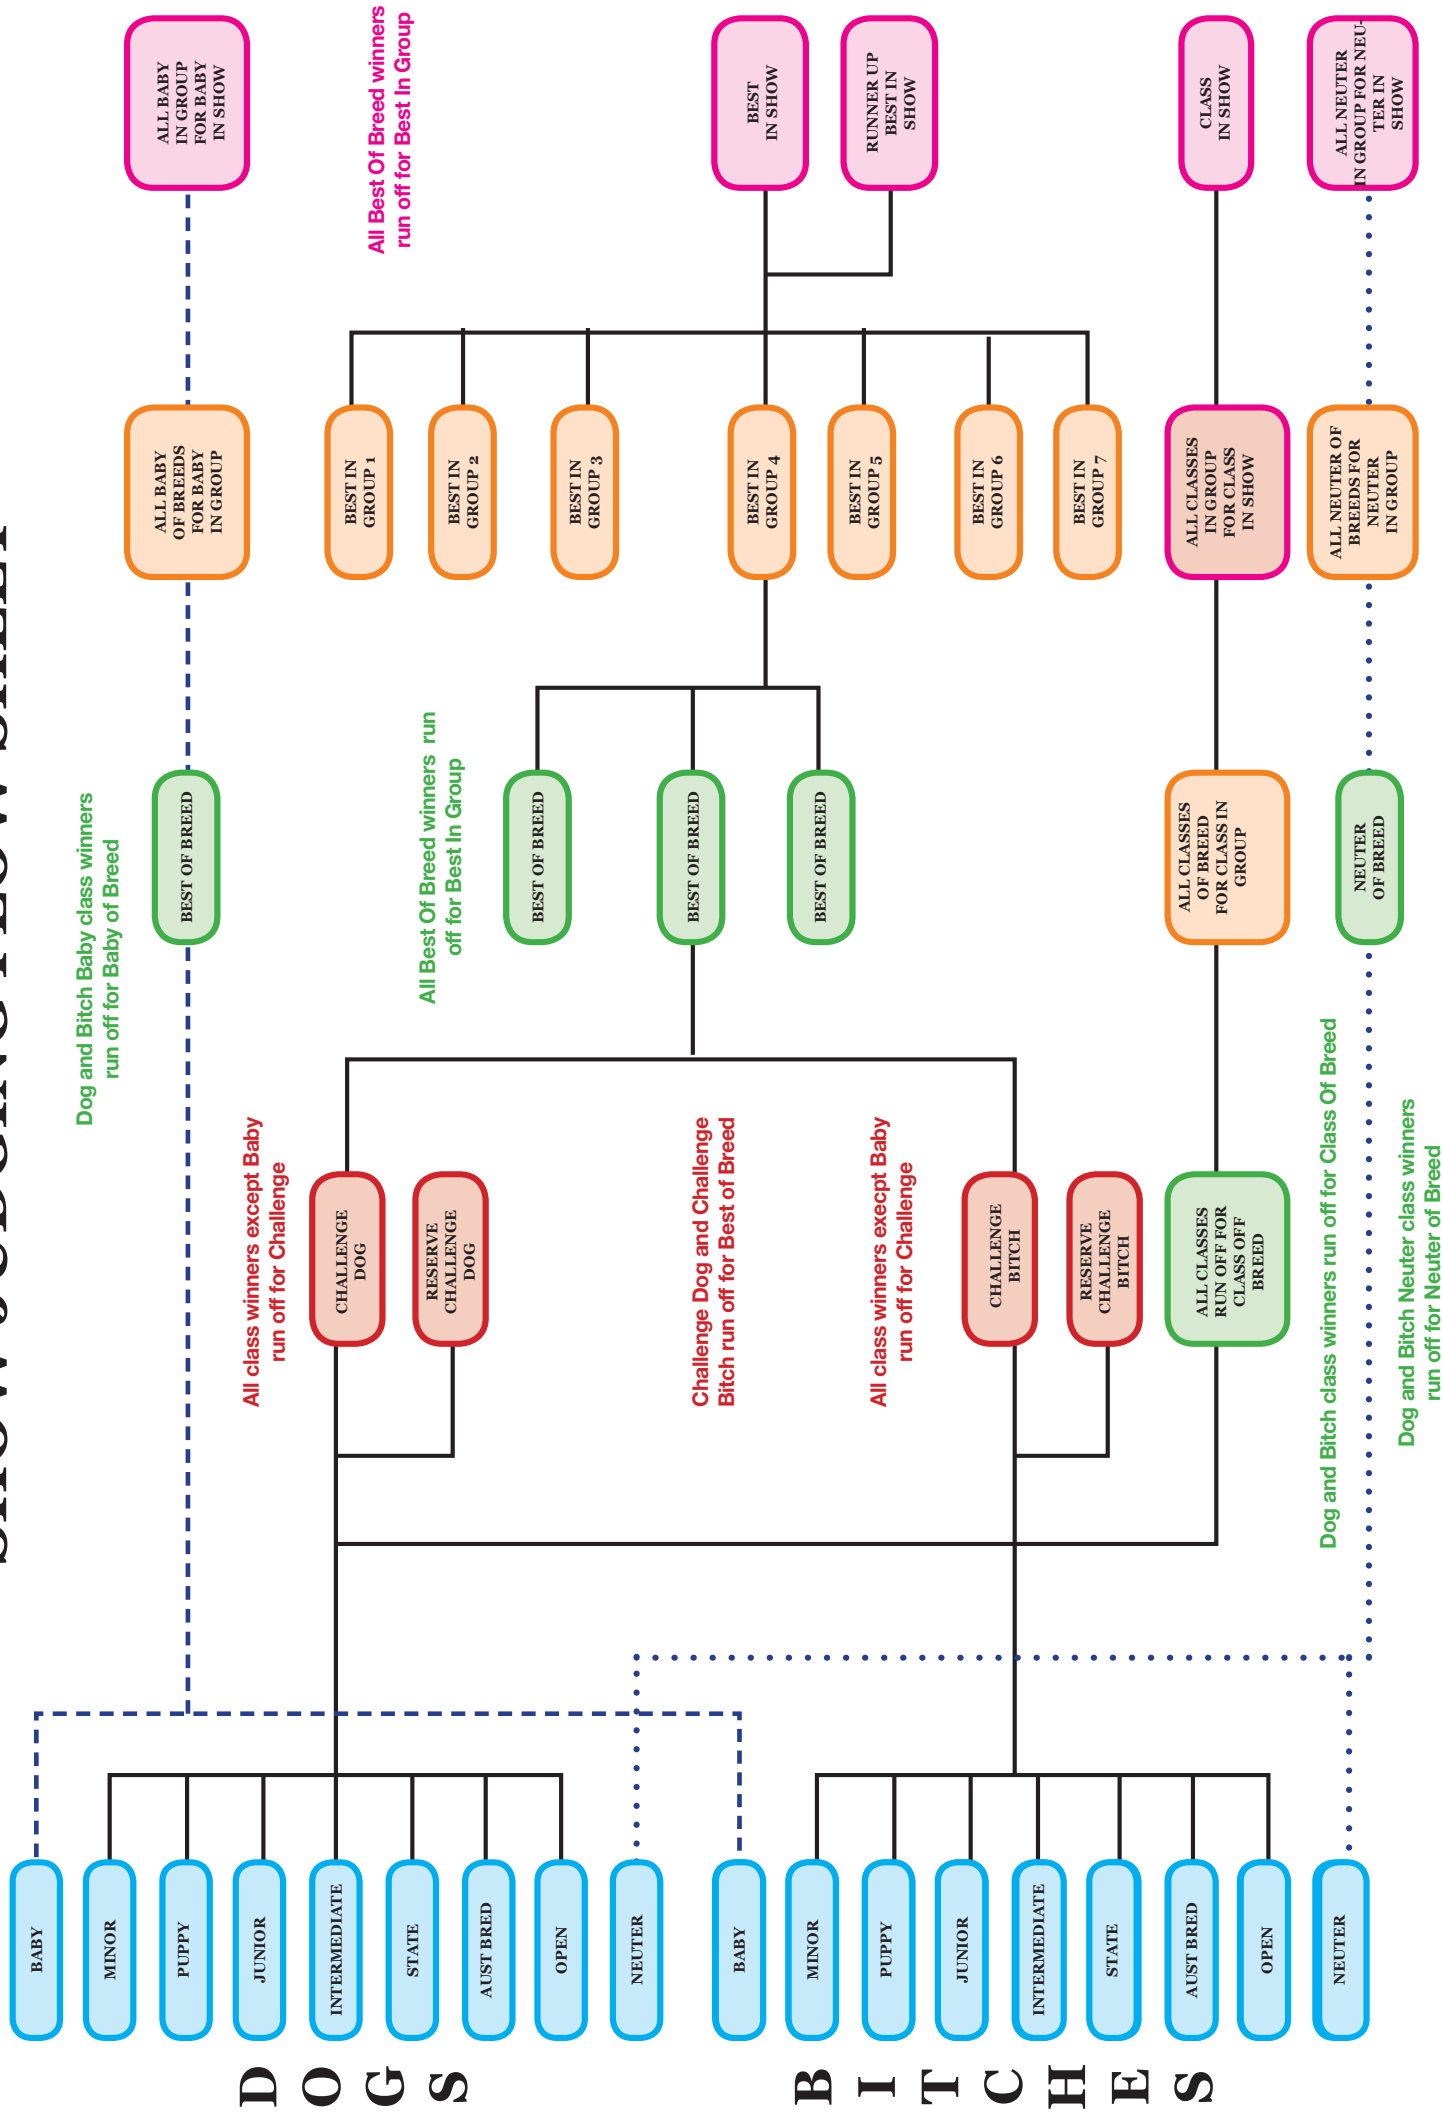 SHOW JUDGING FLOW SHEET
DOGS
BABY
MINOR
PUPPY
JUNIOR
INTERMEDIATE
STATE
AUST BRED
OPEN
NEUTER
BITCHES
BABY
MINOR
PUPPY
JUNIOR
INTERMEDIATE
STATE
AUST BRED
OPEN
NEUTER
All class winners except Baby
run off for Challenge
CHALLENGE
DOG
RESERVE
CHALLENGE
DOG
Challenge Dog and Challenge
Bitch run off for Best of Breed
All class winners execpt Baby
run off for Challenge
CHALLENGE
BITCH
RESERVE
CHALLENGE
BITCH
ALL CLASSES
RUN OFF FOR
CLASS OFF
BREED
Dog and Bitch class winners run off for Class Of Breed
Dog and Bitch Neuter class winners
run off for Neuter of Breed
Dog and Bitch Baby class winners
run off for Baby of Breed
BEST OF BREED
All Best Of Breed winners run
off for Best In Group
BEST OF BREED
BEST OF BREED
BEST OF BREED
ALL CLASSES
OF BREED
FOR CLASS IN
GROUP
NEUTER
OF BREED
ALL BABY
OF BREEDS
FOR BABY
IN GROUP
BEST IN
GROUP 1
BEST IN
GROUP 2
BEST IN
GROUP 3
BEST IN
GROUP 4
BEST IN
GROUP 5
BEST IN
GROUP 6
BEST IN
GROUP 7
ALL CLASSES
IN GROUP
FOR CLASS
IN SHOW
ALL NEUTER OF
BREEDS FOR
NEUTER
IN GROUP
ALL BABY
IN GROUP
FOR BABY
IN SHOW
All Best Of Breed winners
run off for Best In Group
BEST
IN SHOW
RUNNER UP
BEST IN
SHOW
CLASS
IN SHOW
ALL NEUTER
IN GROUP FOR NEU-
TER IN
SHOW